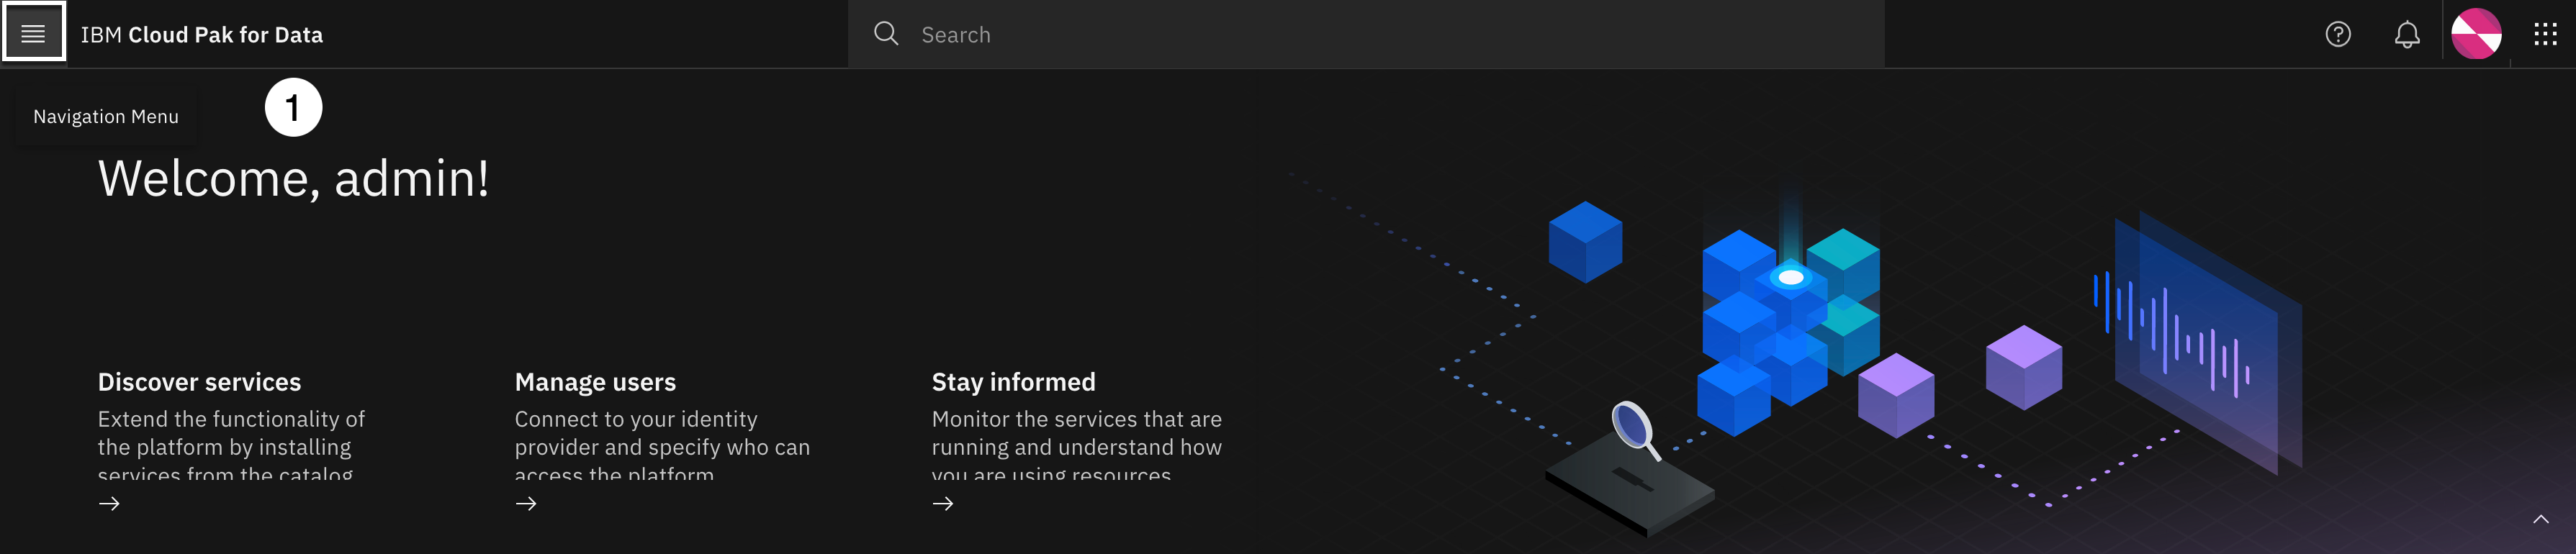 IBM Cloud Pak for Data
Search
Navigation Menu
1
Welcome, admin!
Discover services
Extend the functionality of
the platform by installing
services from the catalog
Manage users
Connect to your identity
provider and specify who can
access the platform
Stay informed
Monitor the services that are
running and understand how
you are using resources